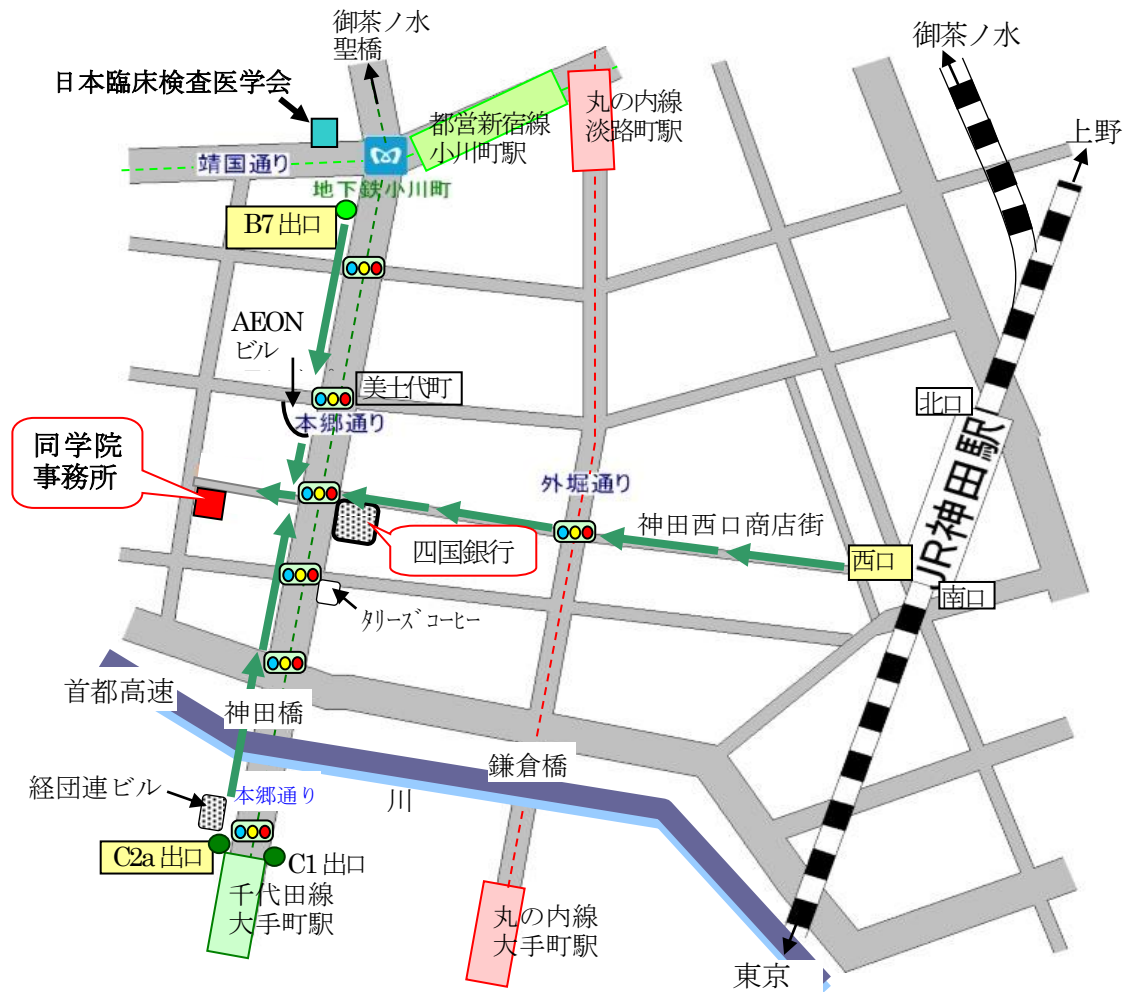 御茶ノ水
聖橋
御茶ノ水
日本臨床検査医学会
丸の内線
淡路町駅
都営新宿線
小川町駅
上野
靖国通り
地下鉄小川町
B7 出口
AEON
ビル
美土代町
北口
本郷通り
同学院
事務所
外堀通り
JR神田駅
神田西口商店街
四国銀行
西口
南口
タリーズコーヒー
首都高速
神田橋
鎌倉橋
経団連ビル
本郷通り
川
C2a 出口
C1 出口
千代田線
大手町駅
丸の内線
大手町駅
東京